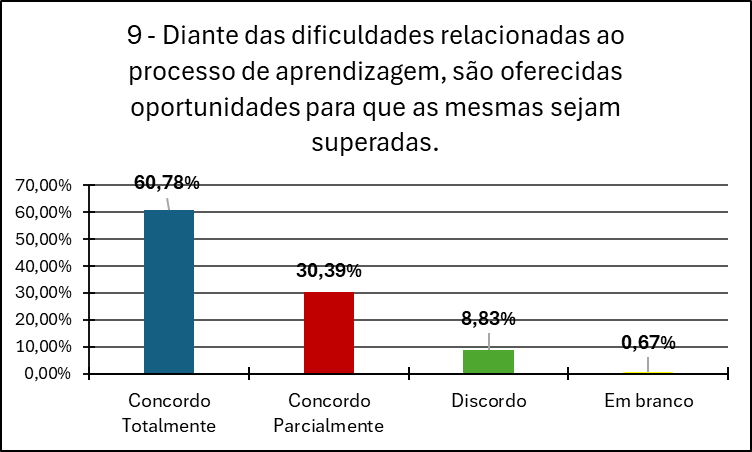 9 - Diante das dificuldades relacionadas ao
processo de aprendizagem, são oferecidas
oportunidades para que as mesmas sejam
superadas.
70,00%
60,00%
50,00%
40,00%
30,00%
20,00%
10,00%
0,00%
60,78%
30,39%
8,83%
0,67%
Concordo
Totalmente
Concordo
Parcialmente
Discordo
Em branco